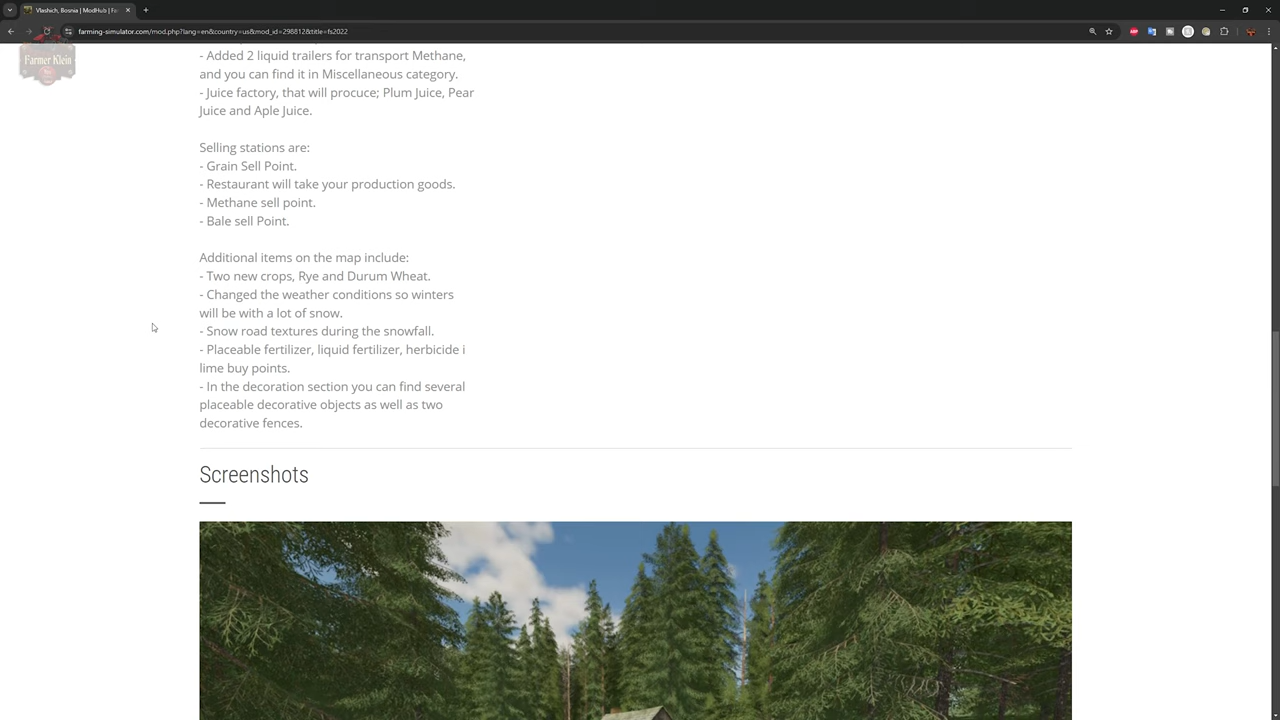 Vlashich, Bosnia | ModHub | Fa
farming-simulator.com/mod.php?lang=en&country=us&mod_id=298812&title=fs2022
Farmer Klein
- Added 2 liquid trailers for transport Methane,
and you can find it in Miscellaneous category.
- Juice factory, that will procuce; Plum Juice, Pear
Juice and Aple Juice.
Selling stations are:
- Grain Sell Point.
- Restaurant will take your production goods.
- Methane sell point.
- Bale sell Point.
Additional items on the map include:
- Two new crops, Rye and Durum Wheat.
- Changed the weather conditions so winters
will be with a lot of snow.
- Snow road textures during the snowfall.
- Placeable fertilizer, liquid fertilizer, herbicide i
lime buy points.
- In the decoration section you can find several
placeable decorative objects as well as two
decorative fences.
Screenshots